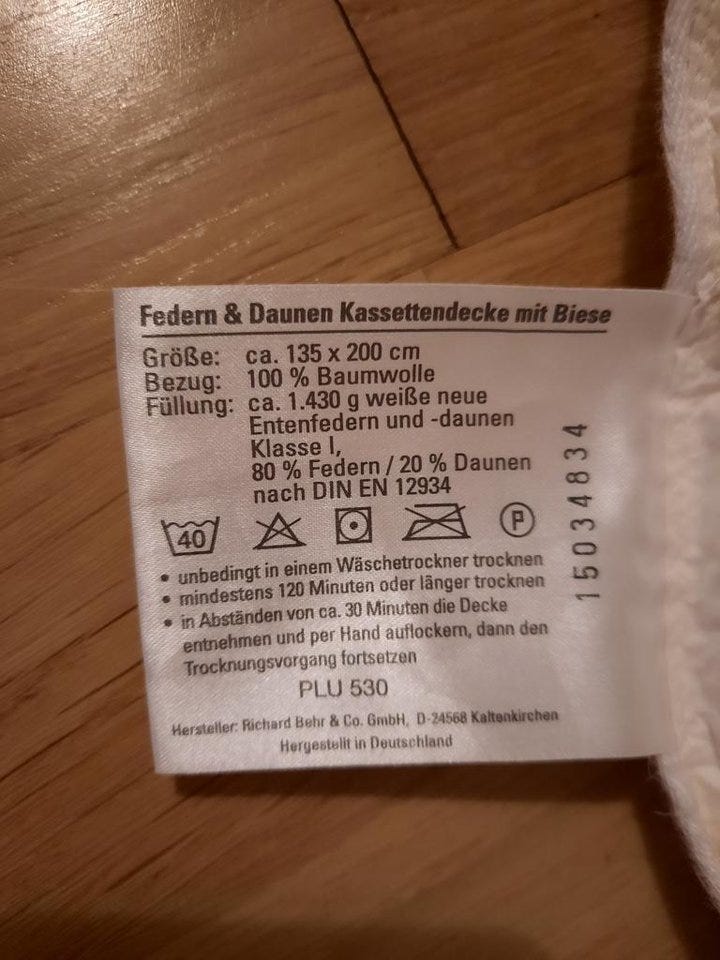 Federn & Daunen Kassettendecke mit Biese
Größe: ca. 135 x 200 cm
Bezug: 100 % Baumwolle
Füllung: ca. 1.430 g weiße neue
Entenfedern und -daunen
Klasse I,
80 % Federn / 20 % Daunen
nach DIN EN 12934
40
P
• unbedingt in einem Wäschetrockner trocknen
• mindestens 120 Minuten oder länger trocknen
• in Abständen von ca. 30 Minuten die Decke
entnehmen und per Hand auflockern, dann den
Trocknungsvorgang fortsetzen
PLU 530
Hersteller: Richard Behr & Co. GmbH, D-24568 Kaltenkirchen
Hergestellt in Deutschland
15034834